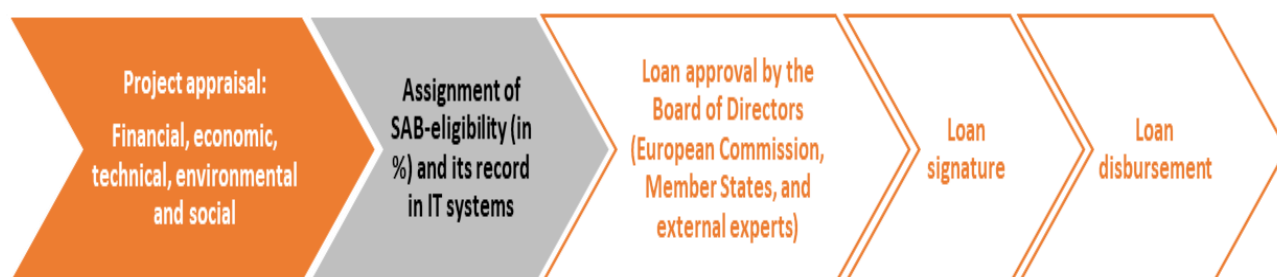 Project appraisal:
Financial, economic,
technical, environmental
and social
Assignment of
SAB-eligibility (in
%) and its record
in IT systems
Loan approval by the
Board of Directors
(European Commission,
Member States, and
external experts)
Loan
signature
Loan
disbursement